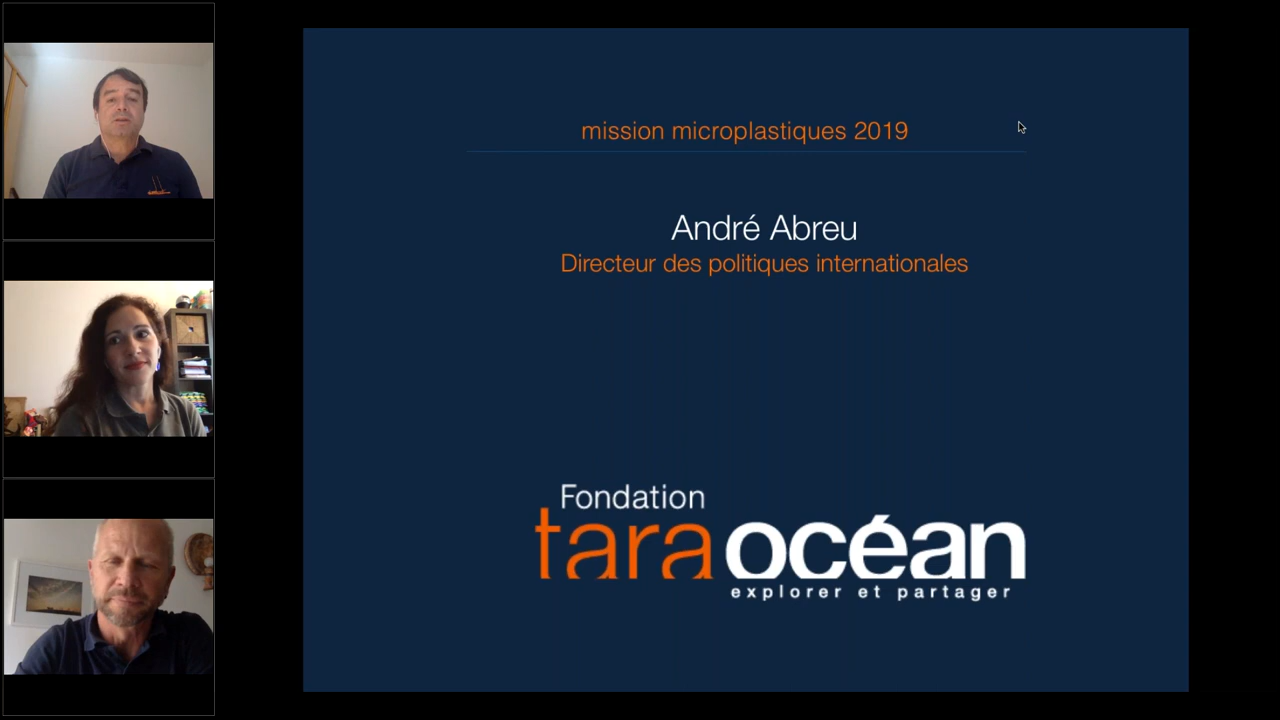 mission microplastiques 2019
André Abreu
Directeur des politiques internationales
Fondation
tara océan
explorer et partager